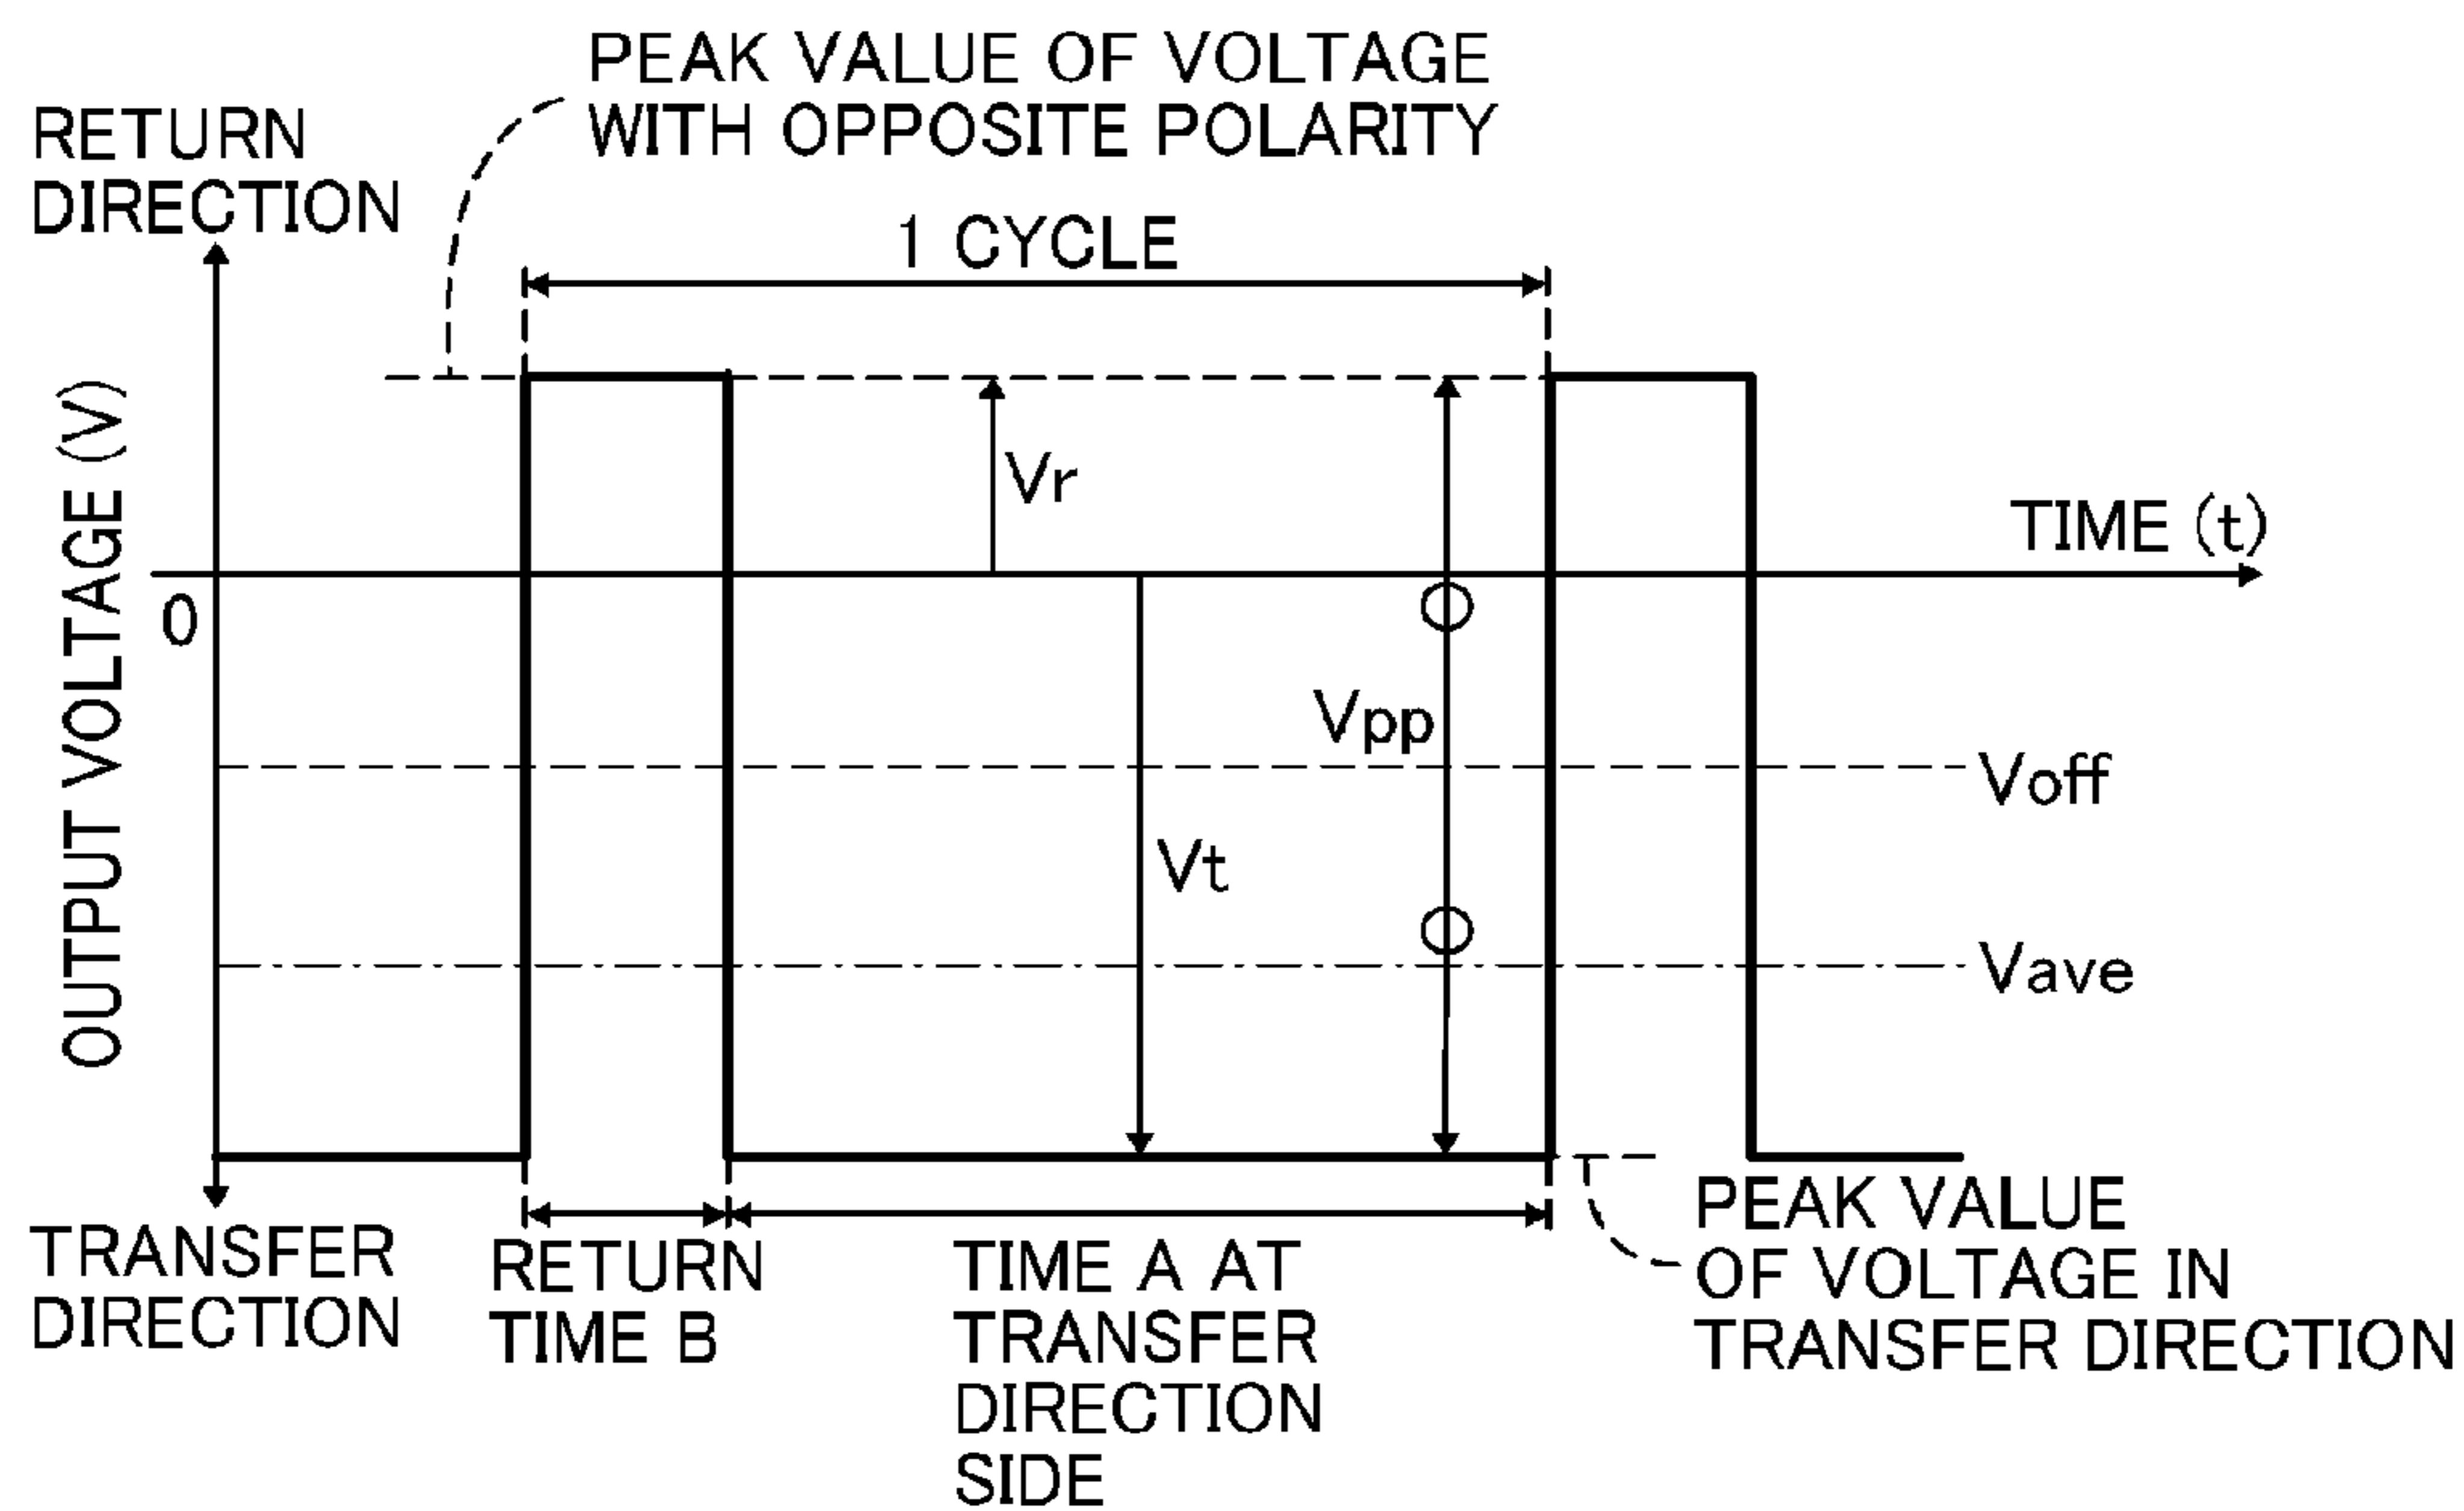 PEAK VALUE OF VOLTAGE
WITH OPPOSITE POLARITY
RETURN
DIRECTION
1 CYCLE
OUTPUT VOLTAGE (V)
Vr
TIME (t)
0
Vpp
Voff
Vt
Vave
TRANSFER
DIRECTION
RETURN
TIME B
TIME A AT
TRANSFER
DIRECTION
SIDE
PEAK VALUE
OF VOLTAGE IN
TRANSFER DIRECTION